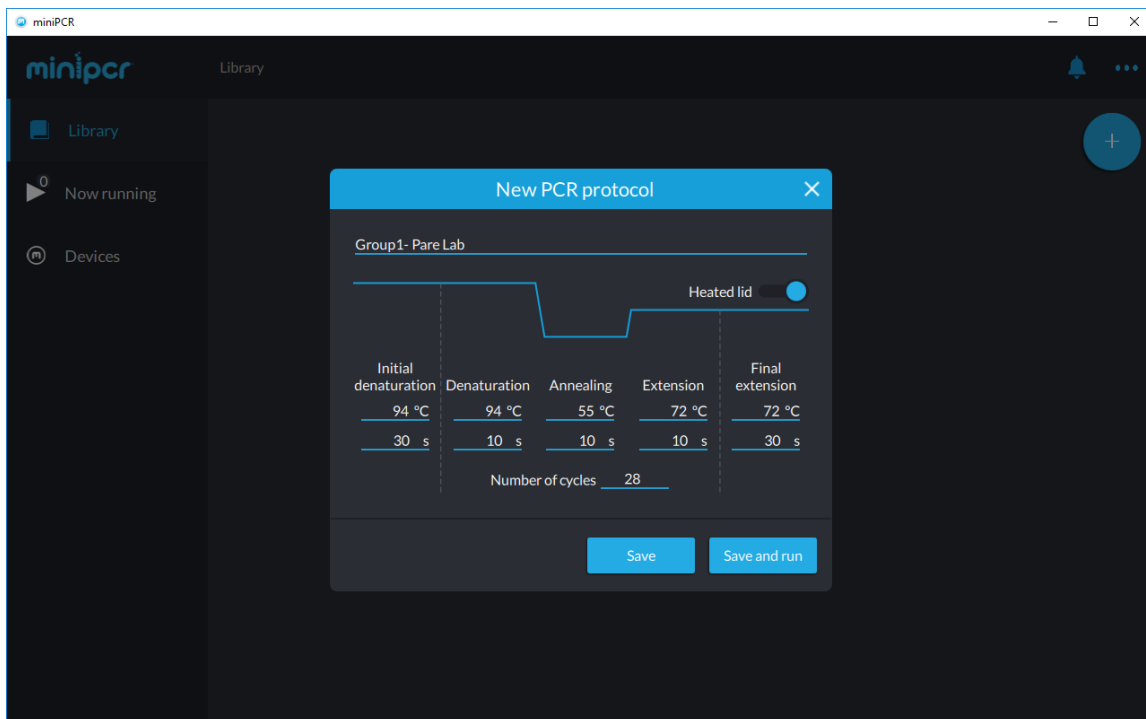 miniPCR
minipcr
Library
Library
0
Now running
Devices
+
New PCR protocol
Group1- Pare Lab
Heated lid
Initial
denaturation
Denaturation
Annealing
Extension
Final
extension
94 °C 94 °C 55 °C 72 °C 72 °C
30 s 10 s 10 s 10 s 30 s
Number of cycles 28
Save
Save and run